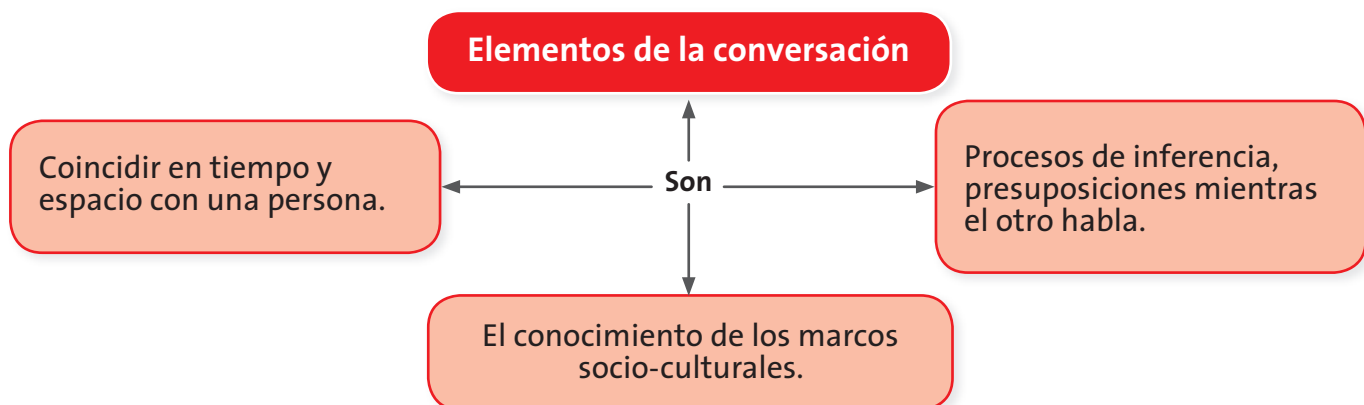 Elementos de la conversación
Coincidir en tiempo y
espacio con una persona.
Son
Procesos de inferencia,
presuposiciones mientras
el otro habla.
El conocimiento de los marcos
socio-culturales.